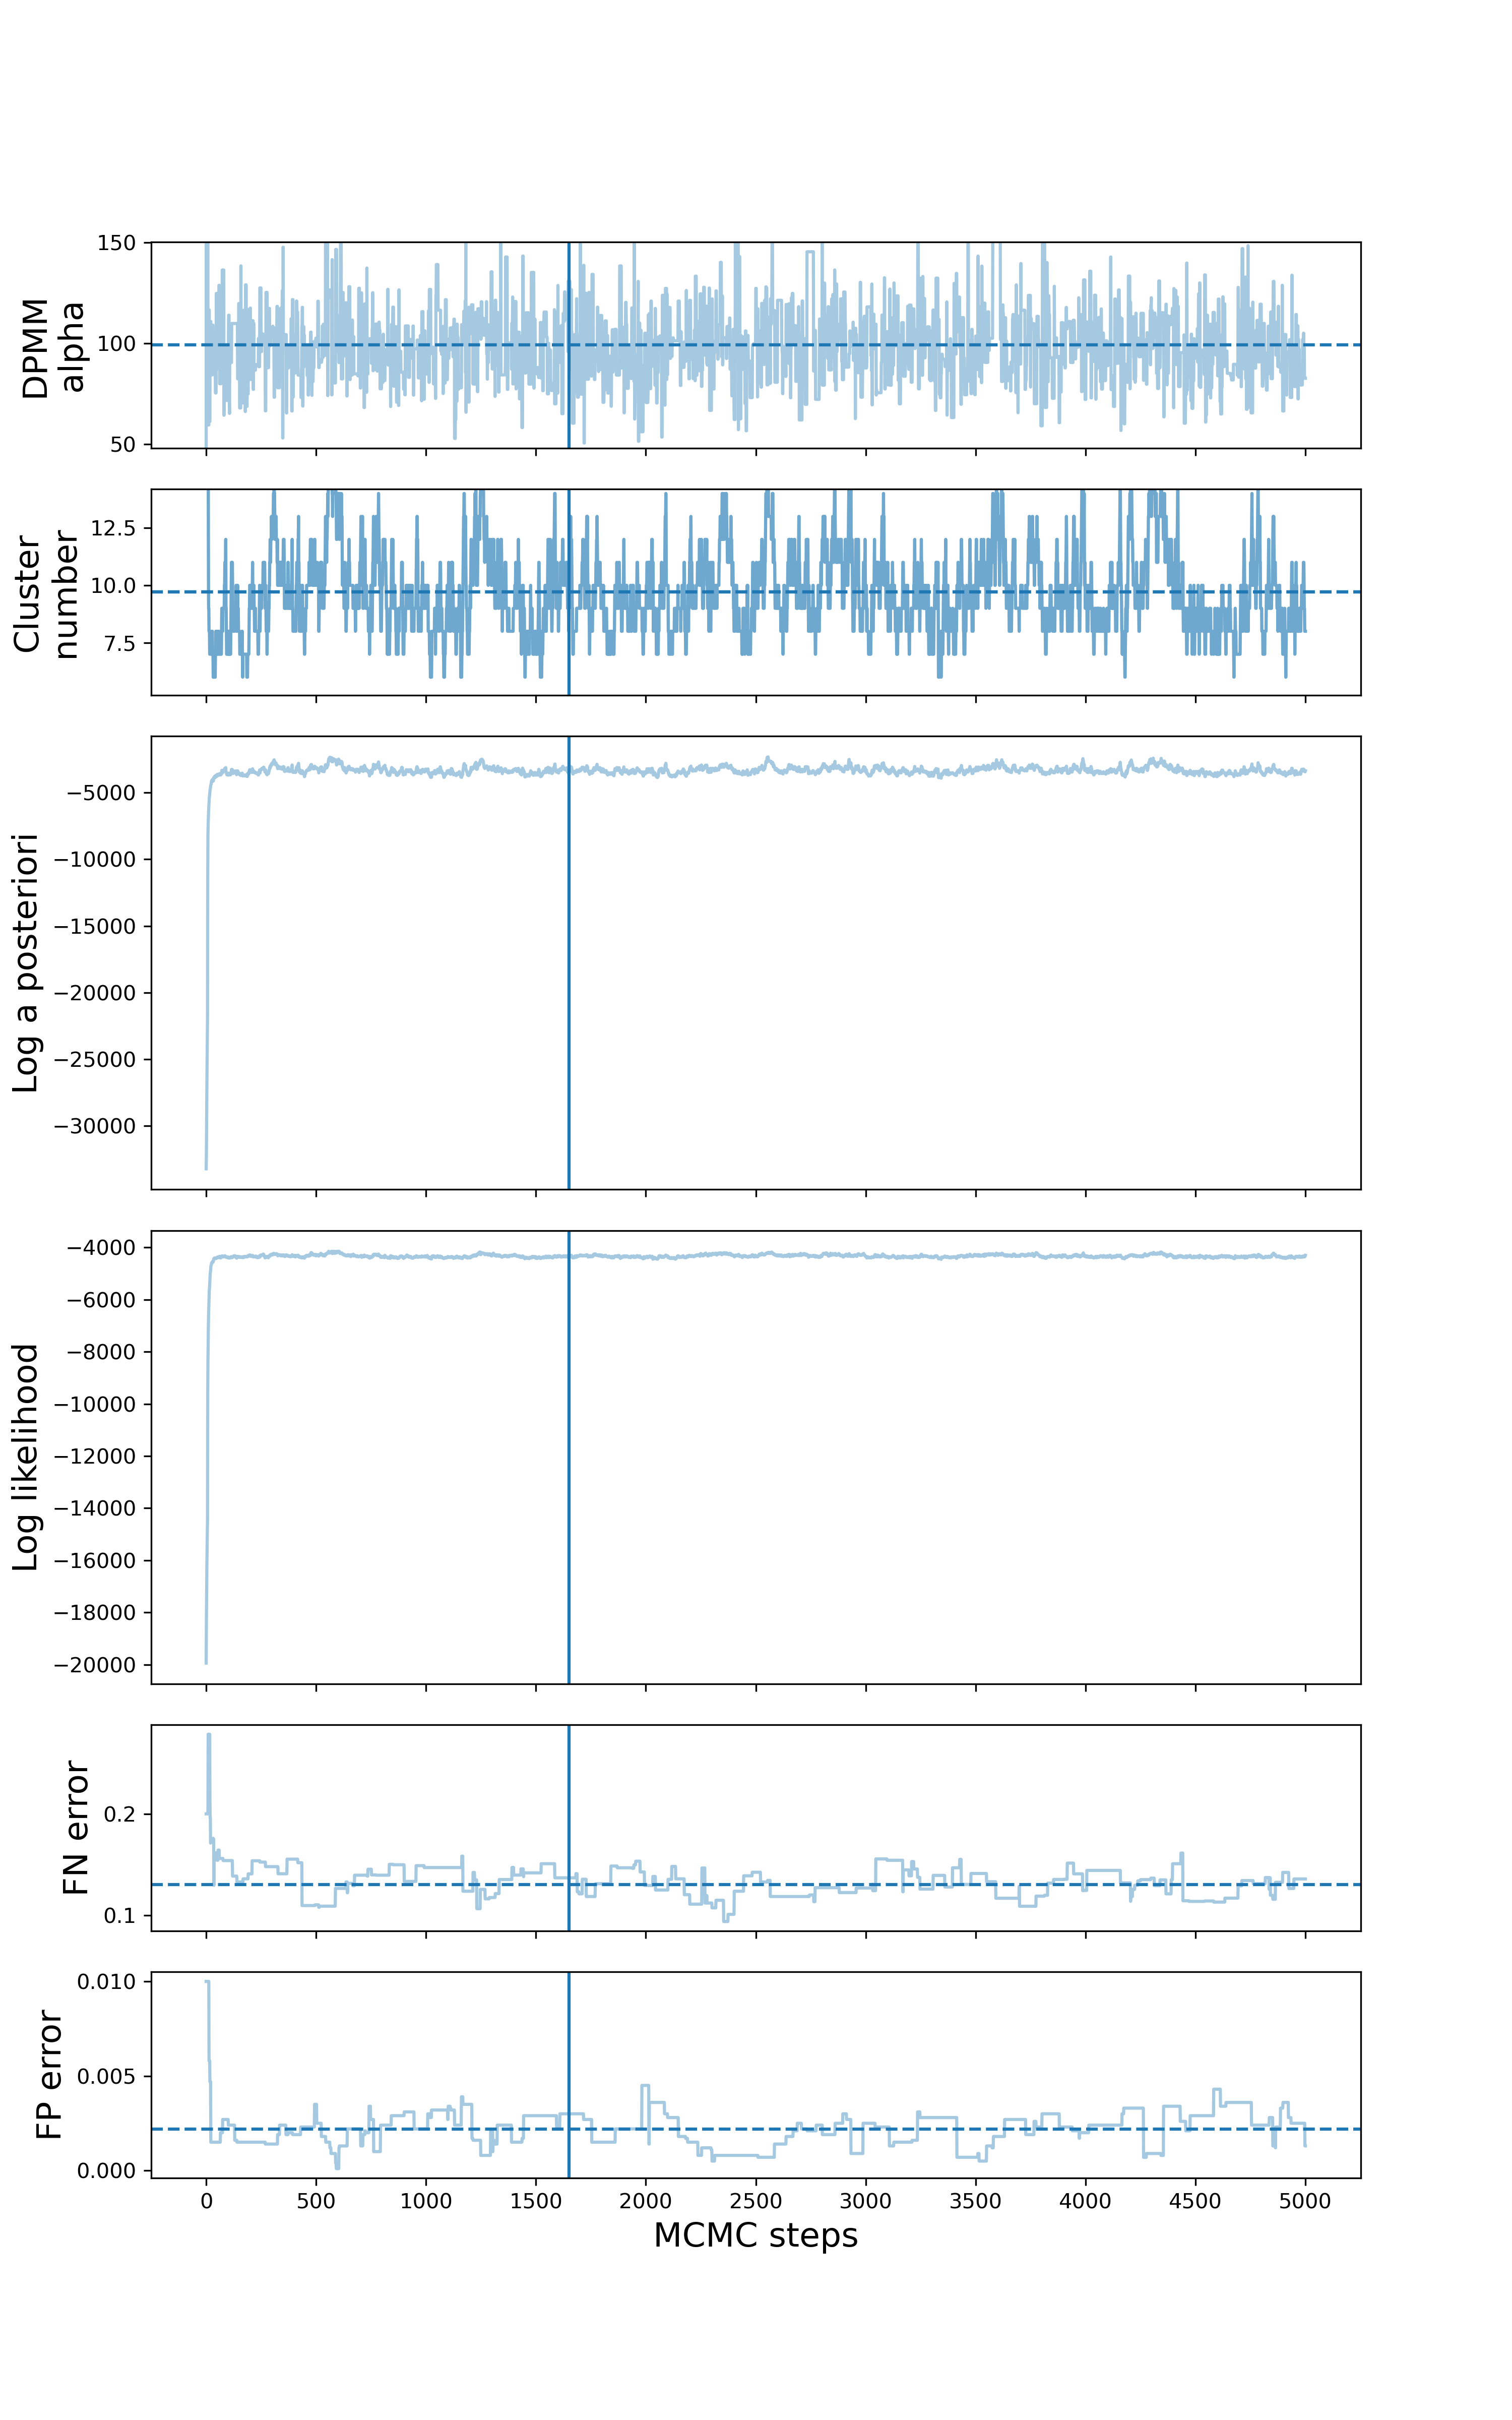 DPMM
alpha
150
100
50
Cluster
number
12.5
10.0
7.5
Log a posteriori
−5000
−10000
−15000
−20000
−25000
−30000
Log likelihood
−4000
−6000
−8000
−10000
−12000
−14000
−16000
−18000
−20000
FN error
0.2
0.1
FP error
0.010
0.005
0.000
0 500 1000 1500 2000 2500 3000 3500 4000 4500 5000
MCMC steps